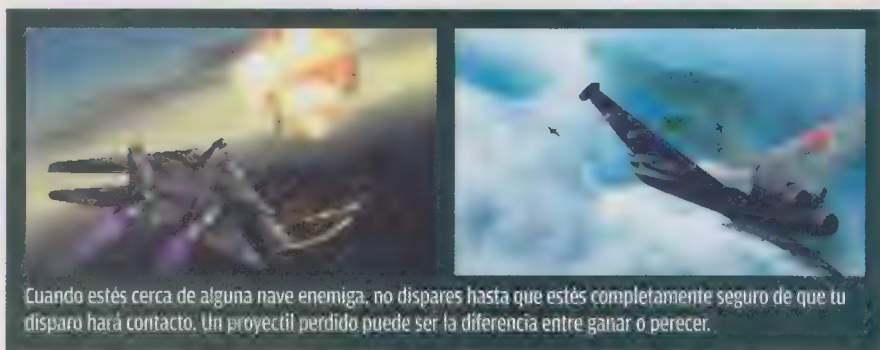 Cuando estés cerca de alguna nave enemiga, no dispares hasta que estés completamente seguro de que tu
disparo hará contacto. Un proyectil perdido puede ser la diferencia entre ganar o perecer.